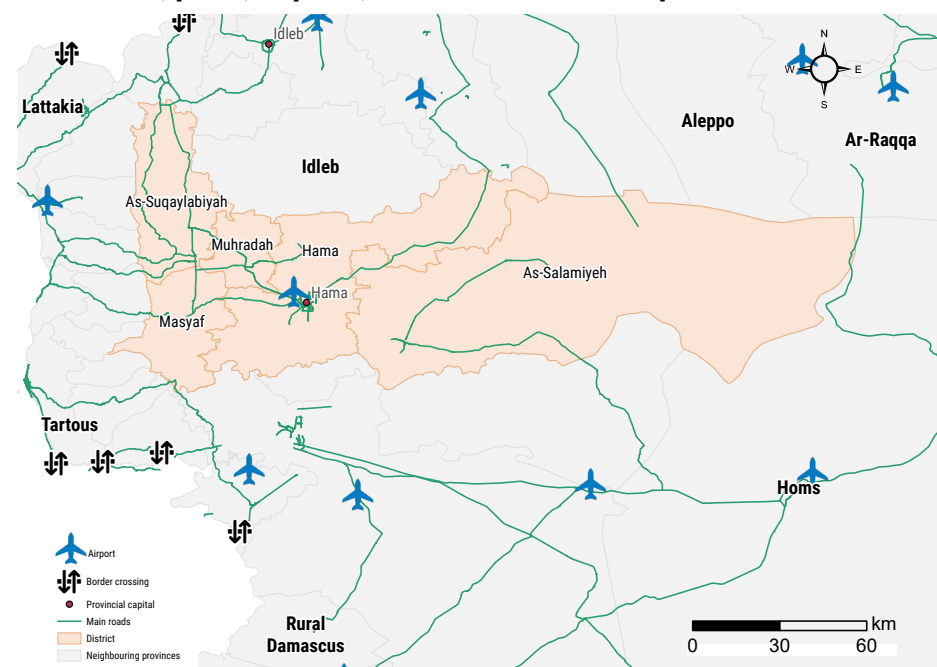 Idleb
N
W
E
S
Lattakia
Aleppo
Ar-Raqqa
Idleb
As-Suqaylabiyah
Muhradah
Hama
As-Salamiyeh
Hama
Masyaf
Tartous
Homs
Airport
Border crossing
Provincial capital
Main roads
District
Neighbouring provinces
Rural
Damascus
km
0 30 60